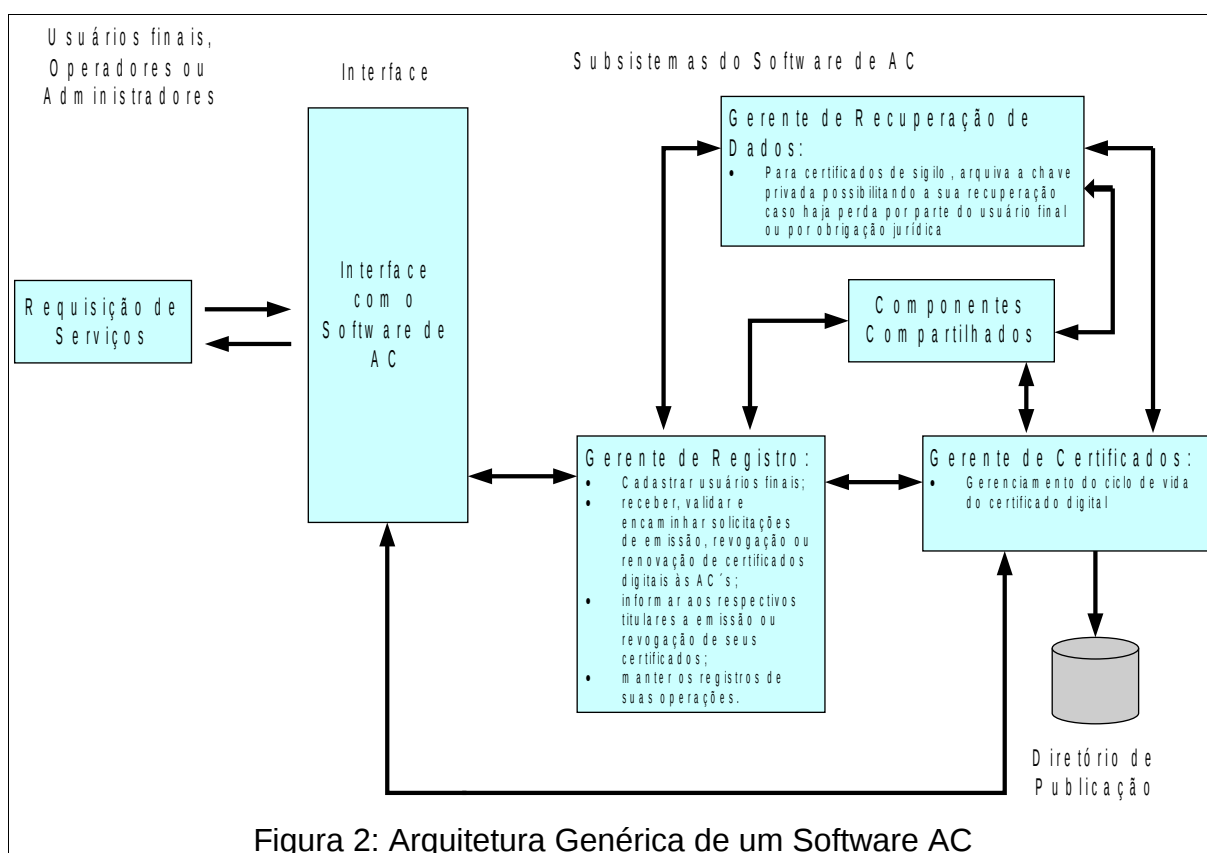 Usuários finais,
Operadores ou
Administradores
Interface
Subsistemas do Software de AC
Requisição de
Serviços
Interface
com o
Software de
AC
Gerente de Recuperação de
Dados:
• Para certificados de sigilo, arquiva a chave
privada possibilitando a sua recuperação
caso haja perda por parte do usuário final
ou por obrigação jurídica
Componentes
Compartilhados
Gerente de Registro:
• Cadastrar usuários finais;
• receber, validar e
encaminhar solicitações
de emissão, revogação ou
renovação de certificados
digitais às AC´s;
• informar aos respectivos
titulares a emissão ou
revogação de seus
certificados;
• manter os registros de
suas operações.
Gerente de Certificados:
• Gerenciamento do ciclo de vida
do certificado digital
Diretório de
Publicação
Figura 2: Arquitetura Genérica de um Software AC